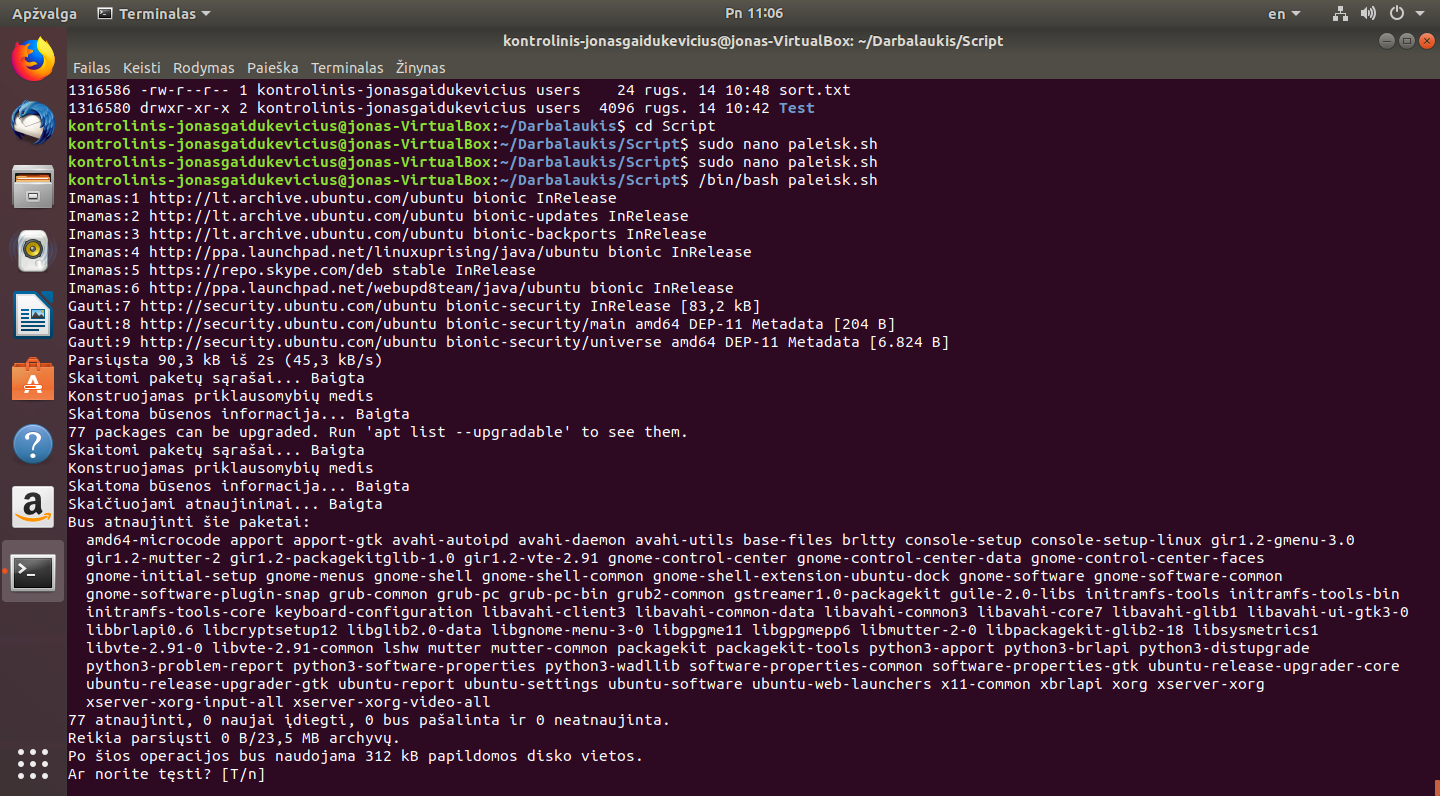 Apžvalga Terminalas Pn 11:06 en
kontrolinis-jonasgaidukevicius@jonas-VirtualBox: ~/Darbalaukis/Script
Failas Keisti Rodymas Paieška Terminalas Žinynas
1316586 -rw-r--r-- 1 kontrolinis-jonasgaidukevicius users    24 rugs. 14 10:48 sort.txt
1316580 drwxr-xr-x 2 kontrolinis-jonasgaidukevicius users  4096 rugs. 14 10:42 Test
kontrolinis-jonasgaidukevicius@jonas-VirtualBox:~/Darbalaukis$ cd Script
kontrolinis-jonasgaidukevicius@jonas-VirtualBox:~/Darbalaukis/Script$ sudo nano paleisk.sh
kontrolinis-jonasgaidukevicius@jonas-VirtualBox:~/Darbalaukis/Script$ sudo nano paleisk.sh
kontrolinis-jonasgaidukevicius@jonas-VirtualBox:~/Darbalaukis/Script$ /bin/bash paleisk.sh
Imamas:1 http://lt.archive.ubuntu.com/ubuntu bionic InRelease
Imamas:2 http://lt.archive.ubuntu.com/ubuntu bionic-updates InRelease
Imamas:3 http://lt.archive.ubuntu.com/ubuntu bionic-backports InRelease
Imamas:4 http://ppa.launchpad.net/linuxuprising/java/ubuntu bionic InRelease
Imamas:5 https://repo.skype.com/deb stable InRelease
Imamas:6 http://ppa.launchpad.net/webupd8team/java/ubuntu bionic InRelease
Gauti:7 http://security.ubuntu.com/ubuntu bionic-security InRelease [83,2 kB]
Gauti:8 http://security.ubuntu.com/ubuntu bionic-security/main amd64 DEP-11 Metadata [204 B]
Gauti:9 http://security.ubuntu.com/ubuntu bionic-security/universe amd64 DEP-11 Metadata [6.824 B]
Parsiųsta 90,3 kB iš 2s (45,3 kB/s)
Skaitomi paketų sąrašai... Baigta
Konstruojamas priklausomybių medis
Skaitoma būsenos informacija... Baigta
77 packages can be upgraded. Run 'apt list --upgradable' to see them.
Skaitomi paketų sąrašai... Baigta
Konstruojamas priklausomybių medis
Skaitoma būsenos informacija... Baigta
Skaičiuojami atnaujinimai... Baigta
Bus atnaujinti šie paketai:
  amd64-microcode apport apport-gtk avahi-autoipd avahi-daemon avahi-utils base-files brltty console-setup console-setup-linux gir1.2-gmenu-3.0
  gir1.2-mutter-2 gir1.2-packagekitglib-1.0 gir1.2-vte-2.91 gnome-control-center gnome-control-center-data gnome-control-center-faces
  gnome-initial-setup gnome-menus gnome-shell gnome-shell-common gnome-shell-extension-ubuntu-dock gnome-software gnome-software-common
  gnome-software-plugin-snap grub-common grub-pc grub-pc-bin grub2-common gstreamer1.0-packagekit guile-2.0-libs initramfs-tools initramfs-tools-bin
  initramfs-tools-core keyboard-configuration libavahi-client3 libavahi-common-data libavahi-common3 libavahi-core7 libavahi-glib1 libavahi-ui-gtk3-0
  libbrlapi0.6 libcryptsetup12 libglib2.0-data libgnome-menu-3-0 libgpgme11 libgpgmepp6 libmutter-2-0 libpackagekit-glib2-18 libsysmetrics1
  libvte-2.91-0 libvte-2.91-common lshw mutter mutter-common packagekit packagekit-tools python3-apport python3-brlapi python3-distupgrade
  python3-problem-report python3-software-properties python3-wadllib software-properties-common software-properties-gtk ubuntu-release-upgrader-core
  ubuntu-release-upgrader-gtk ubuntu-report ubuntu-settings ubuntu-software ubuntu-web-launchers x11-common xbrlapi xorg xserver-xorg
  xserver-xorg-input-all xserver-xorg-video-all
77 atnaujinti, 0 naujai įdiegti, 0 bus pašalinta ir 0 neatnaujinta.
Reikia parsiųsti 0 B/23,5 MB archyvų.
Po šios operacijos bus naudojama 312 kB papildomos disko vietos.
Ar norite tęsti? [T/n]